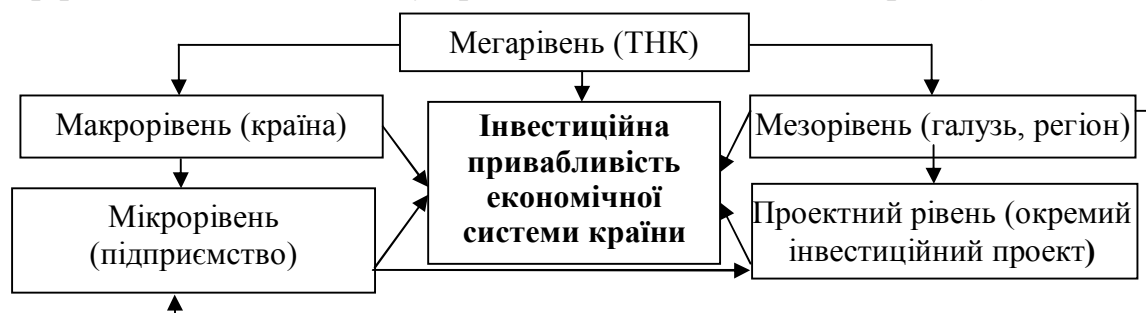 Мегарівень (ТНК)
Макрорівень (країна)
Інвестиційна
привабливість
економічної
системи країни
Мезорівень (галузь, регіон)
Мікрорівень
(підприємство)
Проектний рівень (окремий
інвестиційний проект)